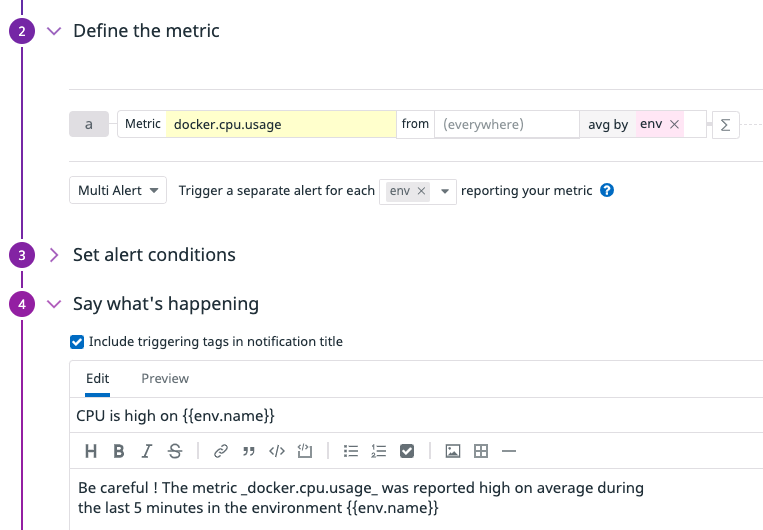 2 Define the metric
a Metric docker.cpu.usage from (everywhere) avg by env × Σ
Multi Alert Trigger a separate alert for each env × reporting your metric ?
3 Set alert conditions
4 Say what's happening
Include triggering tags in notification title
Edit Preview
CPU is high on {{env.name}}
H B I S
Be careful ! The metric _docker.cpu.usage_ was reported high on average during
the last 5 minutes in the environment {{env.name}}